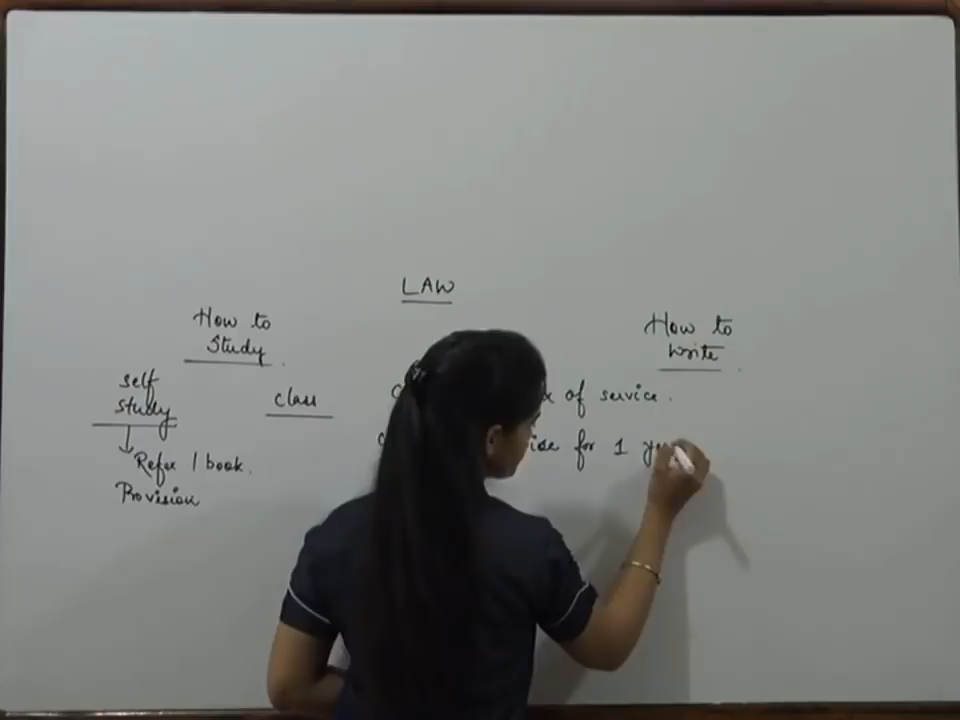 LAW
How to
Study.
How to
Write.
self
study
class
of service.
for 1
Refer 1 book.
Provision